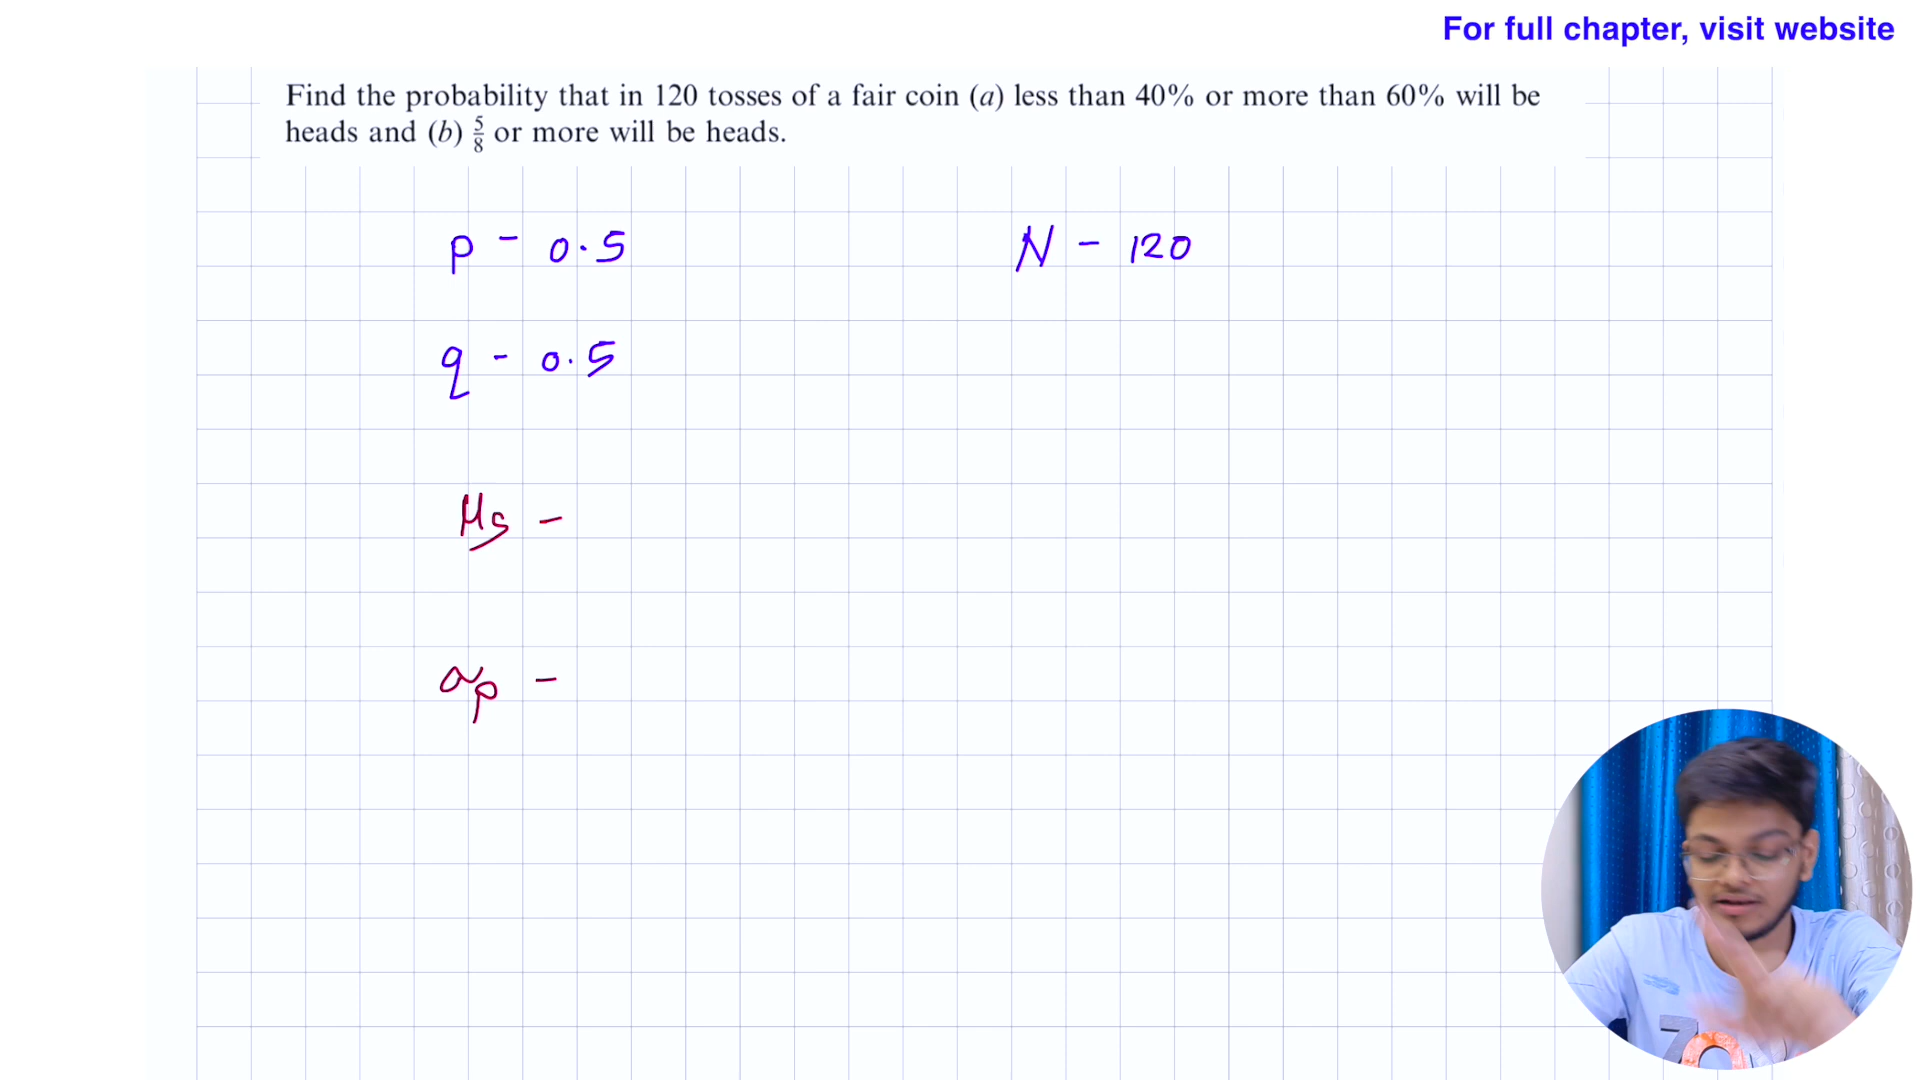 For full chapter, visit website
Find the probability that in 120 tosses of a fair coin (a) less than 40% or more than 60% will be
heads and (b) 5/8 or more will be heads.
p - 0.5
N - 120
q - 0.5
μs -
σp -
70